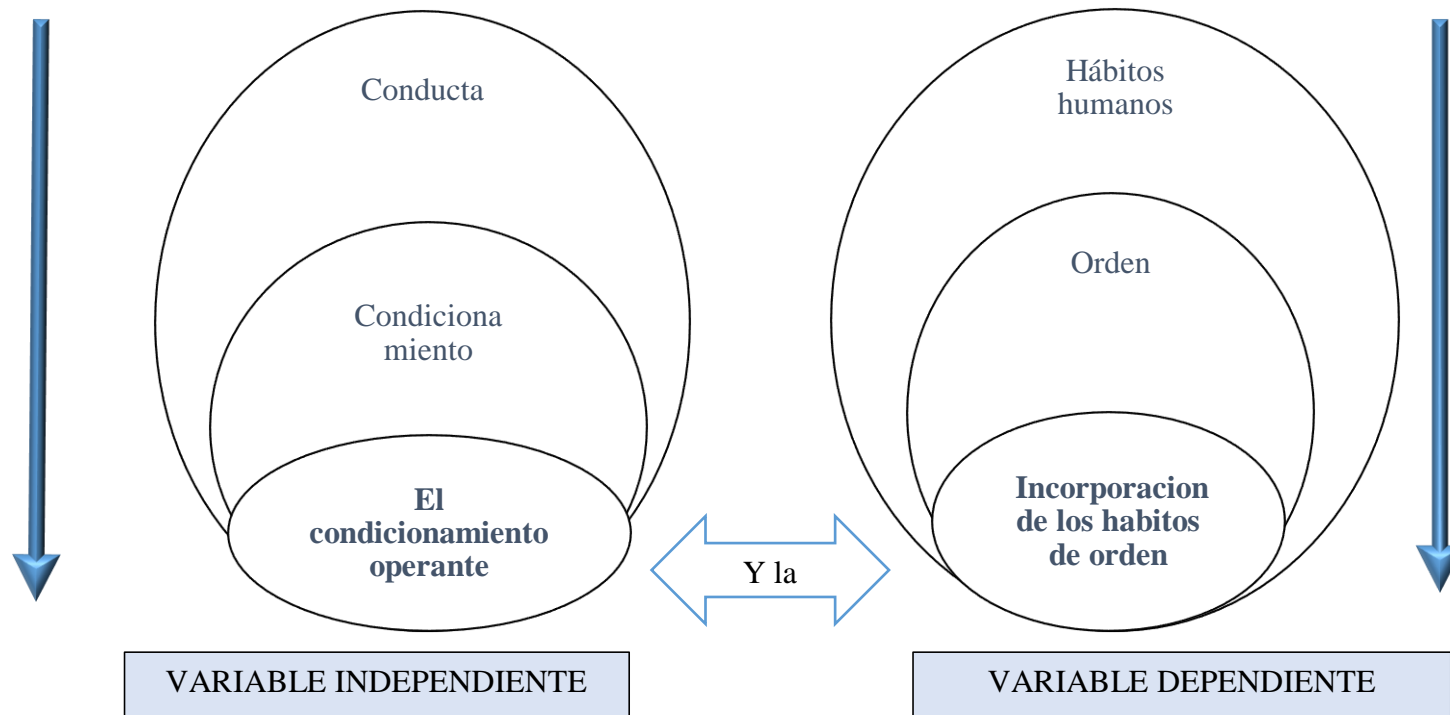 Conducta
Condiciona
miento
El
condicionamiento
operante
VARIABLE INDEPENDIENTE
Y la
Hábitos
humanos
Orden
Incorporacion
de los habitos
de orden
VARIABLE DEPENDIENTE